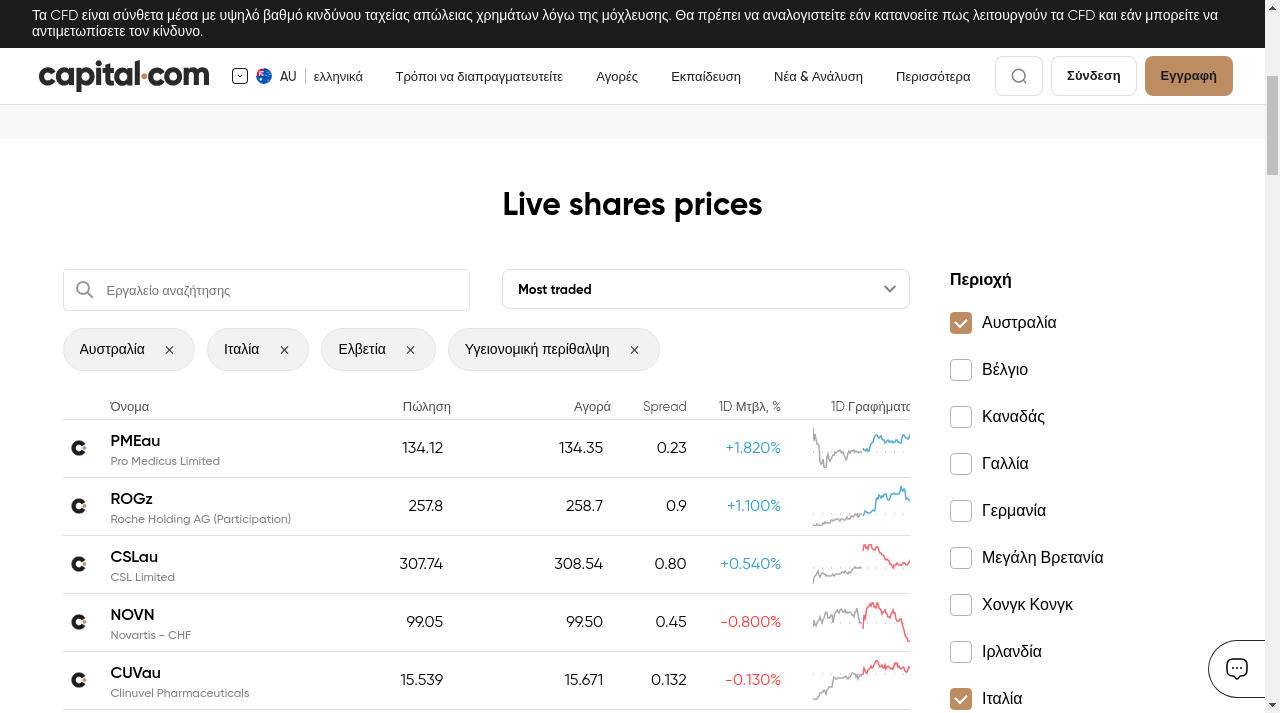 Τα CFD είναι σύνθετα μέσα με υψηλό βαθμό κινδύνου ταχείας απώλειας χρημάτων λόγω της μόχλευσης. Θα πρέπει να αναλογιστείτε εάν κατανοείτε πως λειτουργούν τα CFD και εάν μπορείτε να
αντιμετωπίσετε τον κίνδυνο.
capital.com AU ελληνικά Τρόποι να διαπραγματευτείτε Αγορές Εκπαίδευση Νέα & Ανάλυση Περισσότερα Σύνδεση Εγγραφή
Live shares prices
Εργαλείο αναζήτησης Most traded
Αυστραλία Ιταλία Ελβετία Υγειονομική περίθαλψη
Όνομα Πώληση Αγορά Spread 1D Μτβλ, % 1D Γραφήματα
PMEau 134.12 134.35 0.23 +1.820%
Pro Medicus Limited
ROGz 257.8 258.7 0.9 +1.100%
Roche Holding AG (Participation)
CSLau 307.74 308.54 0.80 +0.540%
CSL Limited
NOVN 99.05 99.50 0.45 -0.800%
Novartis - CHF
CUVau 15.539 15.671 0.132 -0.130%
Clinuvel Pharmaceuticals
Περιοχή
Αυστραλία
Βέλγιο
Καναδάς
Γαλλία
Γερμανία
Μεγάλη Βρετανία
Χονγκ Κονγκ
Ιρλανδία
Ιταλία